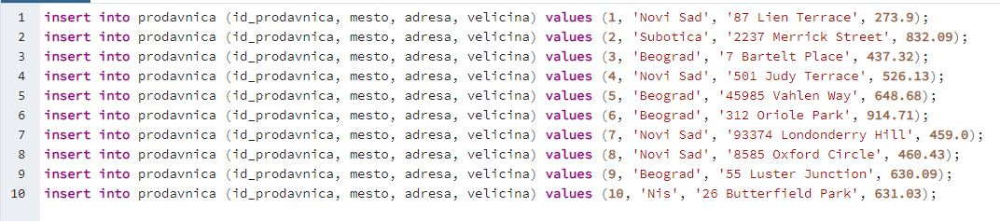 1 insert into prodavnica (id_prodavnica, mesto, adresa, velicina) values (1, 'Novi Sad', '87 Lien Terrace', 273.9);
2 insert into prodavnica (id_prodavnica, mesto, adresa, velicina) values (2, 'Subotica', '2237 Merrick Street', 832.09);
3 insert into prodavnica (id_prodavnica, mesto, adresa, velicina) values (3, 'Beograd', '7 Bartelt Place', 437.32);
4 insert into prodavnica (id_prodavnica, mesto, adresa, velicina) values (4, 'Novi Sad', '501 Judy Terrace', 526.13);
5 insert into prodavnica (id_prodavnica, mesto, adresa, velicina) values (5, 'Beograd', '45985 Vahlen Way', 648.68);
6 insert into prodavnica (id_prodavnica, mesto, adresa, velicina) values (6, 'Beograd', '312 Oriole Park', 914.71);
7 insert into prodavnica (id_prodavnica, mesto, adresa, velicina) values (7, 'Novi Sad', '93374 Londonderry Hill', 459.0);
8 insert into prodavnica (id_prodavnica, mesto, adresa, velicina) values (8, 'Novi Sad', '8585 Oxford Circle', 460.43);
9 insert into prodavnica (id_prodavnica, mesto, adresa, velicina) values (9, 'Beograd', '55 Luster Junction', 630.09);
10 insert into prodavnica (id_prodavnica, mesto, adresa, velicina) values (10, 'Nis', '26 Butterfield Park', 631.03);